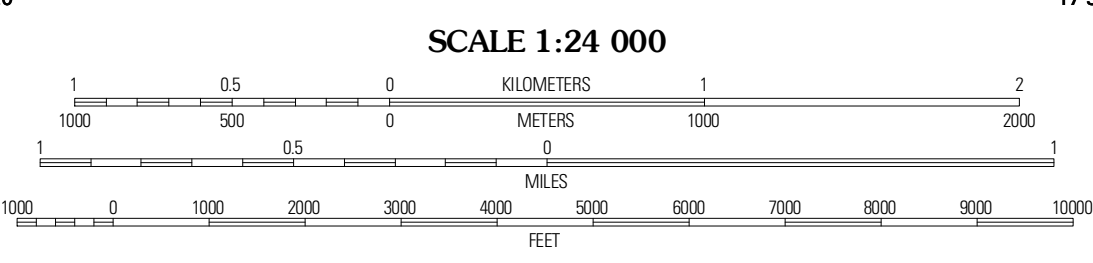 SCALE 1:24 000
1 0.5 0 KILOMETERS 1 2
1000 500 0 METERS 1000 2000
1 0.5 0 1
MILES
1000 0 1000 2000 3000 4000 5000 6000 7000 8000 9000 10000
FEET